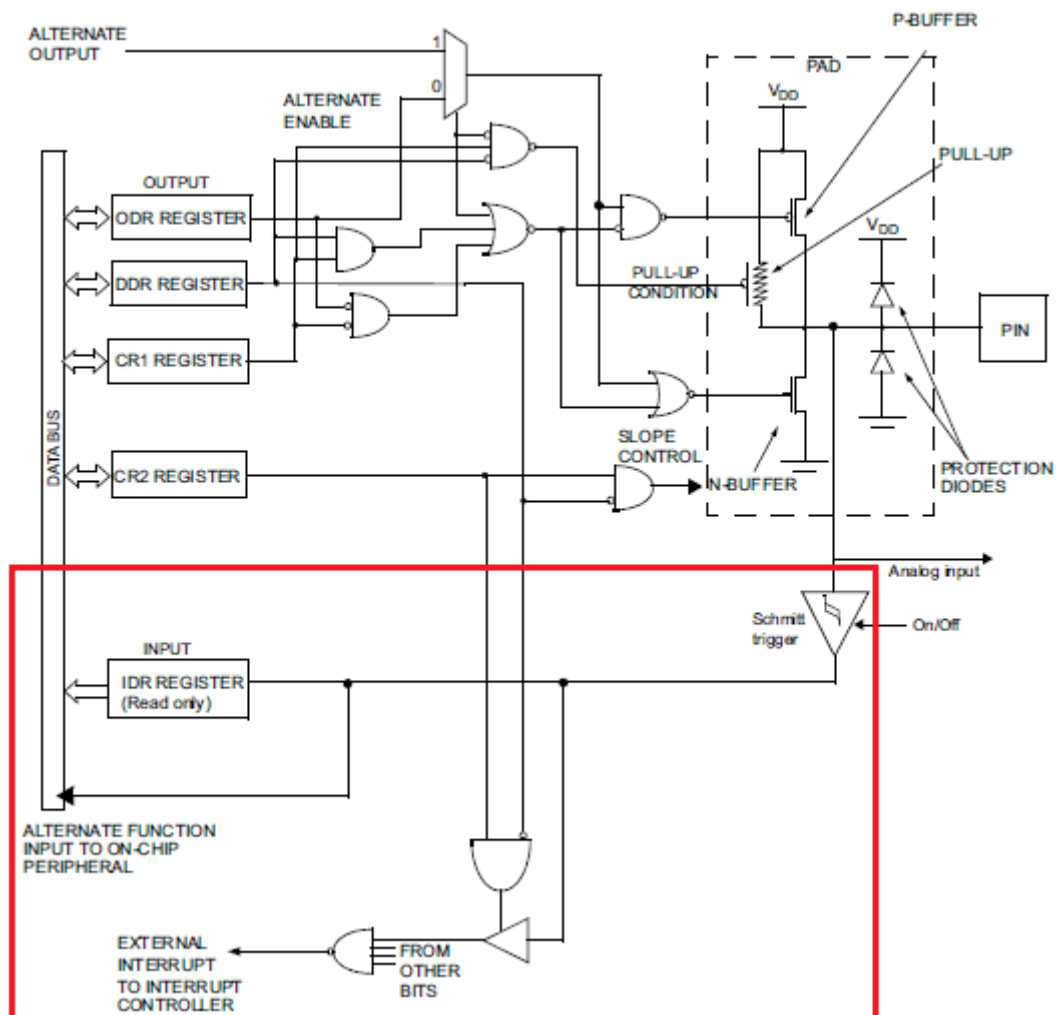 ALTERNATE
OUTPUT
1
0
ALTERNATE
ENABLE
P-BUFFER
PAD
VDD
PULL-UP
OUTPUT
ODR REGISTER
DDR REGISTER
CR1 REGISTER
CR2 REGISTER
DATA BUS
PULL-UP
CONDITION
VDD
PIN
SLOPE
CONTROL
N-BUFFER
PROTECTION
DIODES
Analog input
Schmitt
trigger
On/Off
INPUT
IDR REGISTER
(Read only)
ALTERNATE FUNCTION
INPUT TO ON-CHIP
PERIPHERAL
EXTERNAL
INTERRUPT
TO INTERRUPT
CONTROLLER
FROM
OTHER
BITS